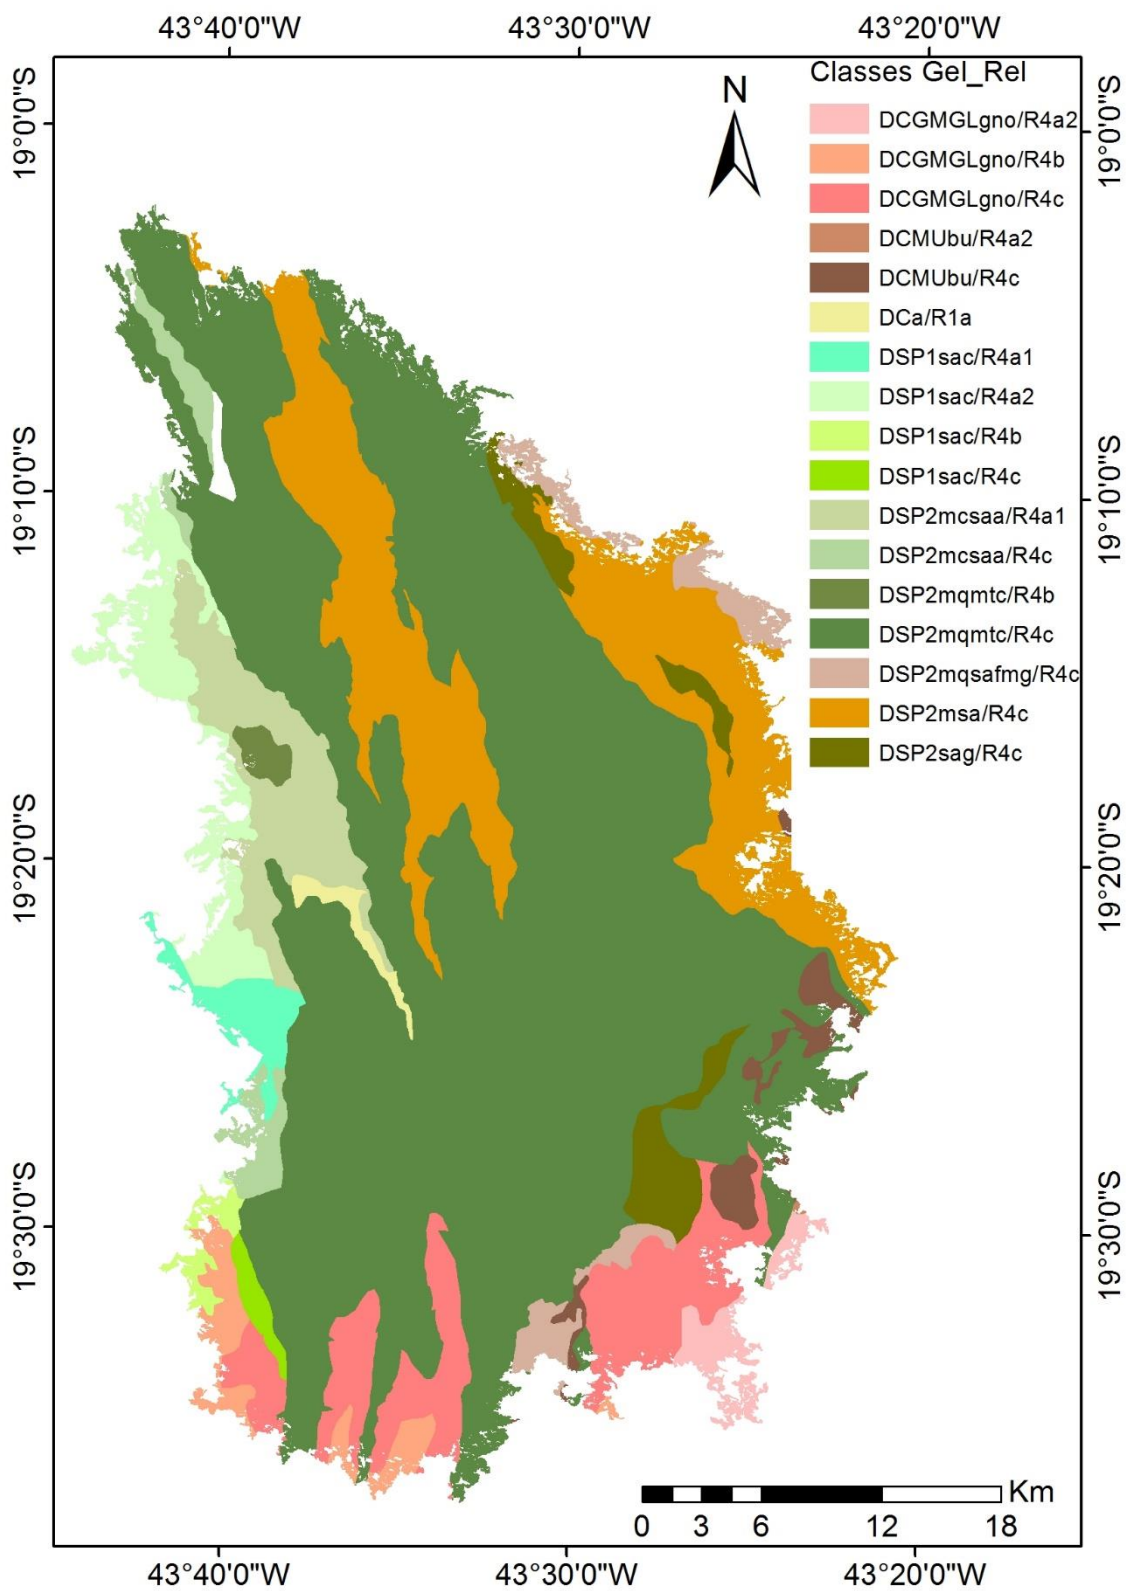 43°40'0"W 43°30'0"W 43°20'0"W
Classes Gel_Rel
N
DCGMGLgno/R4a2
DCGMGLgno/R4b
DCGMGLgno/R4c
DCMUbu/R4a2
DCMUbu/R4c
DCa/R1a
DSP1sac/R4a1
DSP1sac/R4a2
DSP1sac/R4b
DSP1sac/R4c
DSP2mcsaa/R4a1
DSP2mcsaa/R4c
DSP2mqmtc/R4b
DSP2mqmtc/R4c
DSP2mqsafmg/R4c
DSP2msa/R4c
DSP2sag/R4c
19°0'0"S
19°10'0"S
19°20'0"S
19°30'0"S
19°0'0"S
19°10'0"S
19°20'0"S
19°30'0"S
Km
0 3 6 12 18
43°40'0"W 43°30'0"W 43°20'0"W